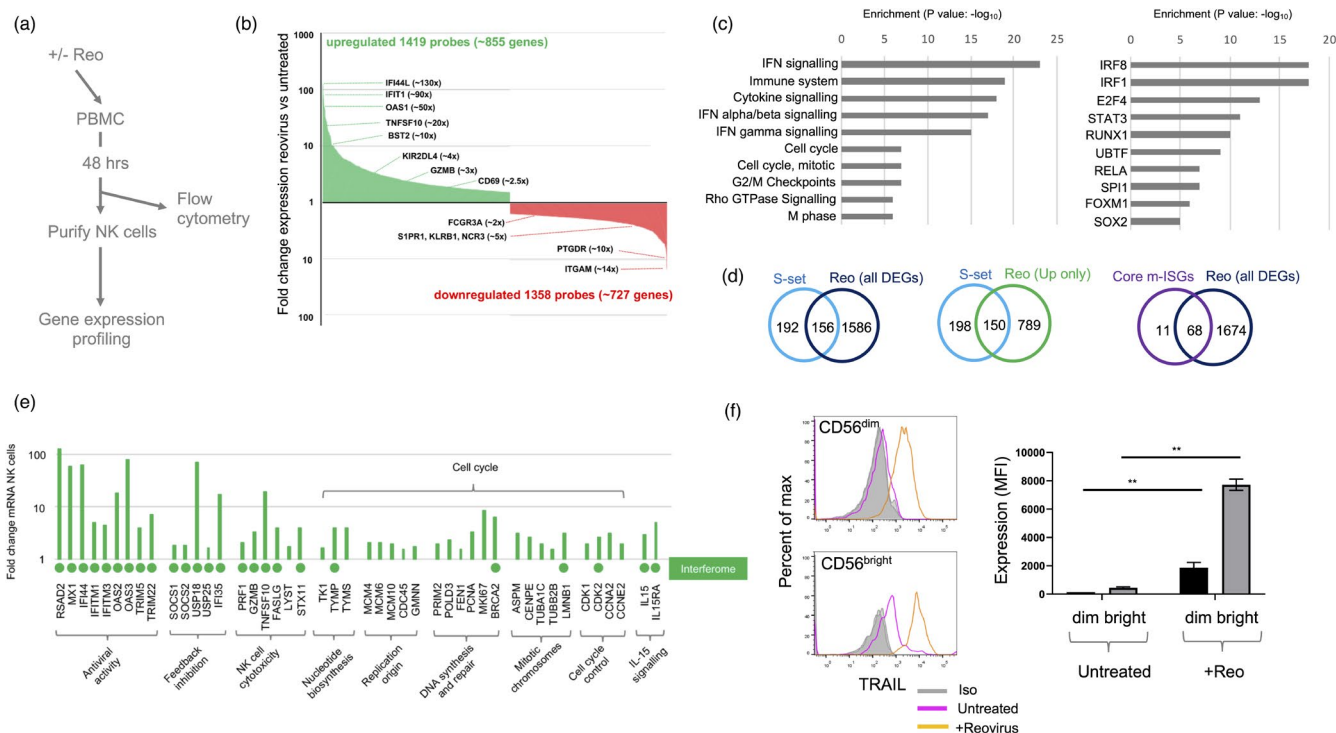 (a)
+/- Reo
PBMC
48 hrs
Flow
cytometry
Purify NK cells
Gene expression
profiling
(b)
Fold change expression reovirus vs untreated
1000
100
10
1
10
100
upregulated 1419 probes (~855 genes)
IFI44L (~130x)
IFIT1 (~90x)
OAS1 (~50x)
TNFSF10 (~20x)
BST2 (~10x)
KIR2DL4 (~4x)
GZMB (~3x)
CD69 (~2.5x)
FCGR3A (~2x)
S1PR1, KLRB1, NCR3 (~5x)
PTGDR (~10x)
ITGAM (~14x)
downregulated 1358 probes (~727 genes)
(c)
Enrichment (P value: -log10)
0 5 10 15 20 25
IFN signalling
Immune system
Cytokine signalling
IFN alpha/beta signalling
IFN gamma signalling
Cell cycle
Cell cycle, mitotic
G2/M Checkpoints
Rho GTPase Signalling
M phase
Enrichment (P value: -log10)
0 5 10 15 20
IRF8
IRF1
E2F4
STAT3
RUNX1
UBTF
RELA
SPI1
FOXM1
SOX2
(d)
S-set Reo (all DEGs)
192 156 1586
S-set Reo (Up only)
198 150 789
Core m-ISGs Reo (all DEGs)
11 68 1674
(e)
Fold change mRNA NK cells
100
10
1
Cell cycle
Interferome
RSAD2
MX1
IFI44
IFITM1
IFITM3
OAS2
OAS3
TRIM5
TRIM22
SOCS1
SOCS2
USP18
USP25
IFI35
PRF1
GZMB
TNFSF10
FASLG
LYST
STX11
TK1
TYMP
TYMS
MCM4
MCM6
MCM10
CDC45
GMNN
PRIM2
POLD3
FEN1
PCNA
MKI67
BRCA2
ASPM
CENPE
TUBA1C
TUBB2B
LMNB1
CDK1
CDK2
CCNA2
CCNE2
IL15
IL15RA
Antiviral
activity
Feedback
inhibition
NK cell
cytotoxicity
Nucleotide
biosynthesis
Replication
origin
DNA synthesis
and repair
Mitotic
chromosomes
Cell cycle
control
IL-15
signalling
(f)
Percent of max
CD56dim
CD56bright
TRAIL
Iso
Untreated
+Reovirus
Expression (MFI)
10000
8000
6000
4000
2000
0
**
**
dim bright dim bright
Untreated +Reo